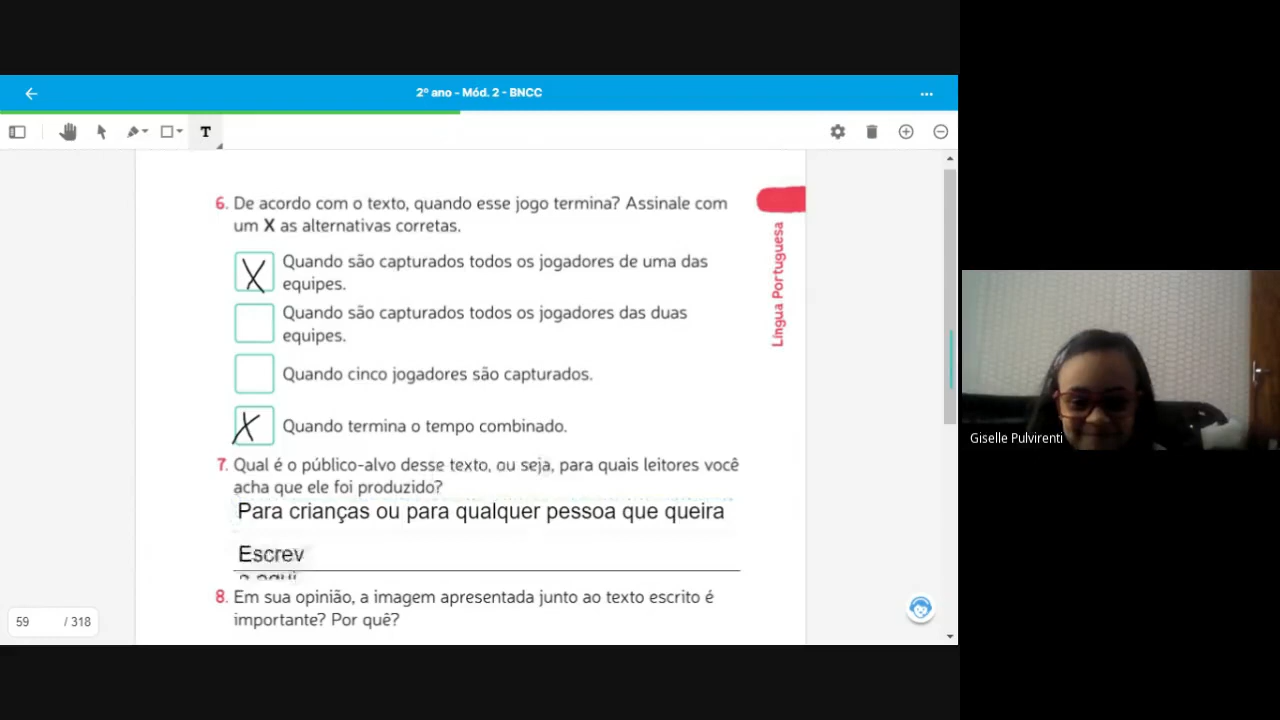 2º ano - Mód. 2 - BNCC
T
6. De acordo com o texto, quando esse jogo termina? Assinale com
um X as alternativas corretas.
X Quando são capturados todos os jogadores de uma das
equipes.
Quando são capturados todos os jogadores das duas
equipes.
Quando cinco jogadores são capturados.
X Quando termina o tempo combinado.
7. Qual é o público-alvo desse texto, ou seja, para quais leitores você
acha que ele foi produzido?
Para crianças ou para qualquer pessoa que queira
Escrev
a aqui
8. Em sua opinião, a imagem apresentada junto ao texto escrito é
importante? Por quê?
59 / 318
Língua Portuguesa
Giselle Pulvirenti